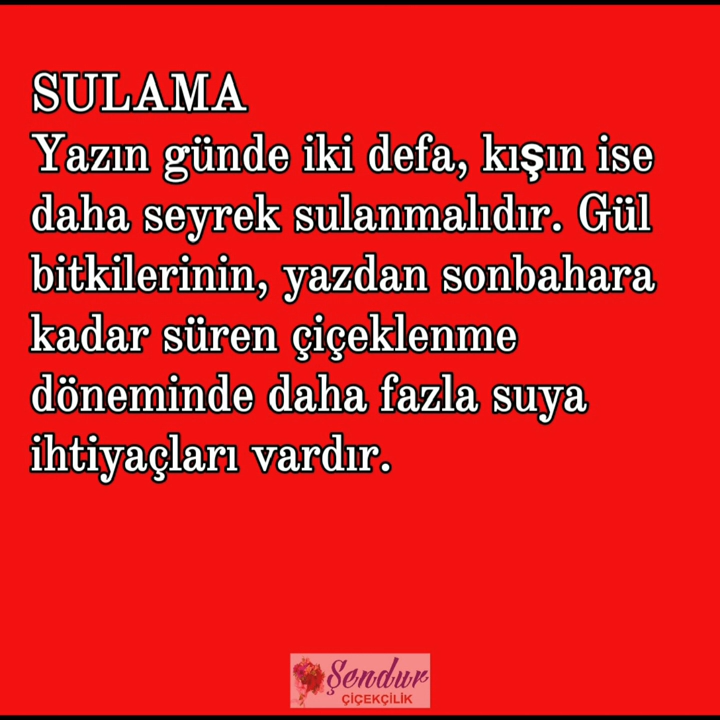 SULAMA
Yazın günde iki defa, kışın ise
daha seyrek sulanmalıdır. Gül
bitkilerinin, yazdan sonbahara
kadar süren çiçeklenme
döneminde daha fazla suya
ihtiyaçları vardır.
Şendur
ÇİÇEKÇİLİK